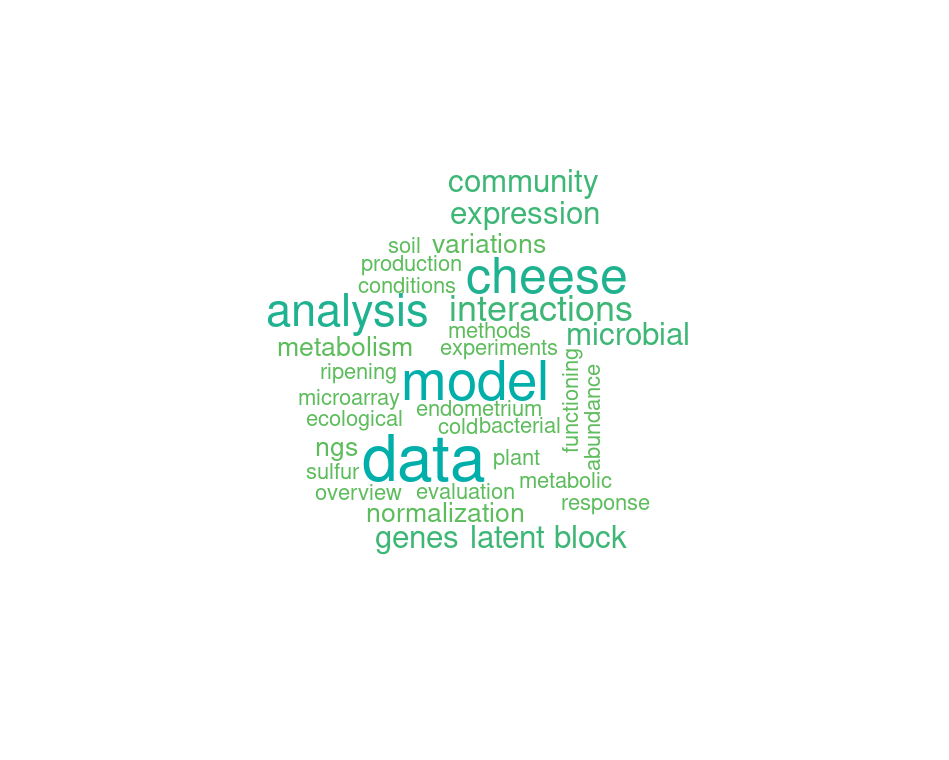 community
expression
soil variations
production
cheese
conditions
analysis interactions
methods microbial
metabolism experiments
ripening model
functioning
abundance
microarray
endometrium
ecological
cold bacterial
ngs data plant
sulfur metabolic
overview evaluation
response
normalization
genes latent block